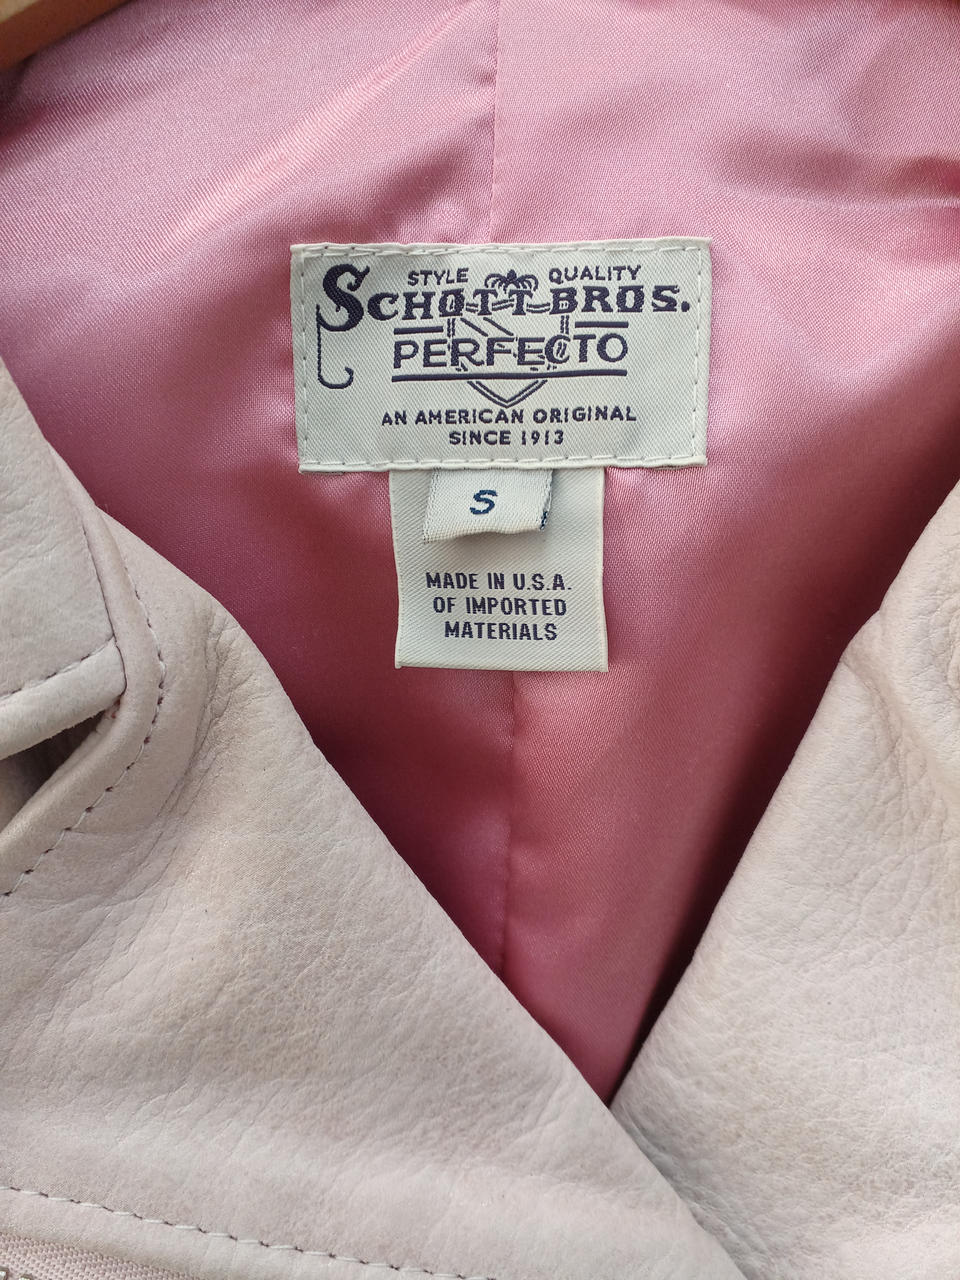 STYLE QUALITY
SCHOTT BROS.
PERFECTO
AN AMERICAN ORIGINAL
SINCE 1913
S
MADE IN U.S.A.
OF IMPORTED
MATERIALS